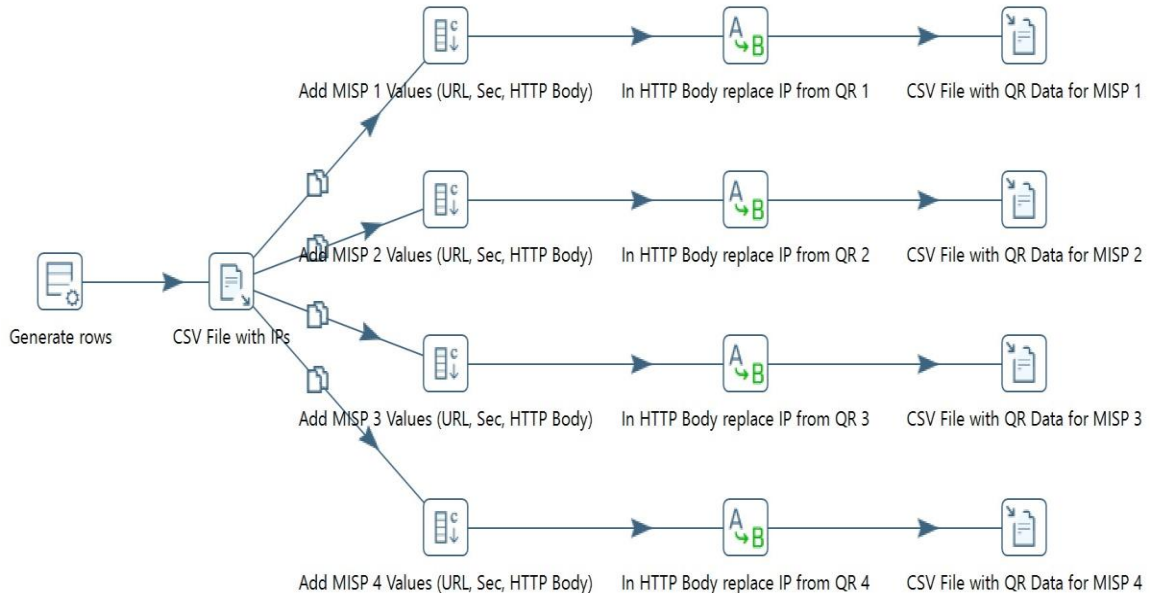 Add MISP 1 Values (URL, Sec, HTTP Body)
In HTTP Body replace IP from QR 1
CSV File with QR Data for MISP 1
Add MISP 2 Values (URL, Sec, HTTP Body)
In HTTP Body replace IP from QR 2
CSV File with QR Data for MISP 2
Generate rows
CSV File with IPs
Add MISP 3 Values (URL, Sec, HTTP Body)
In HTTP Body replace IP from QR 3
CSV File with QR Data for MISP 3
Add MISP 4 Values (URL, Sec, HTTP Body)
In HTTP Body replace IP from QR 4
CSV File with QR Data for MISP 4